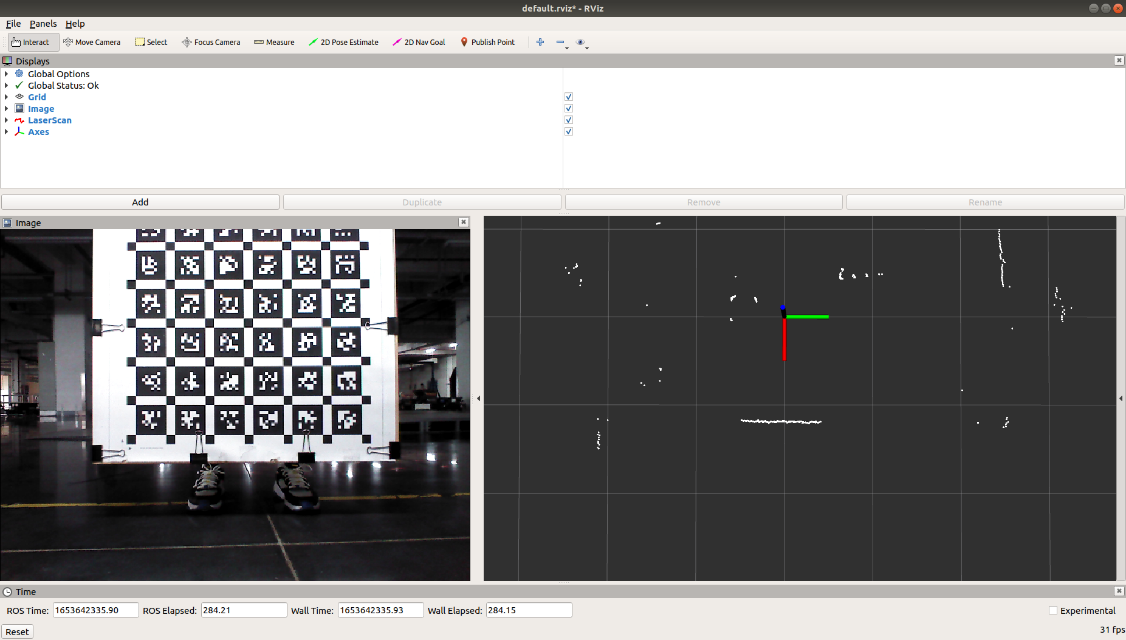 default.rviz* - RViz
File Panels Help
Interact Move Camera Select Focus Camera Measure 2D Pose Estimate 2D Nav Goal Publish Point
Displays
Global Options
Global Status: Ok
Grid
Image
LaserScan
Axes
Add Duplicate Remove Rename
Image
Time
ROS Time: 1653642335.90 ROS Elapsed: 284.21 Wall Time: 1653642335.93 Wall Elapsed: 284.15 Experimental
Reset 31 fps